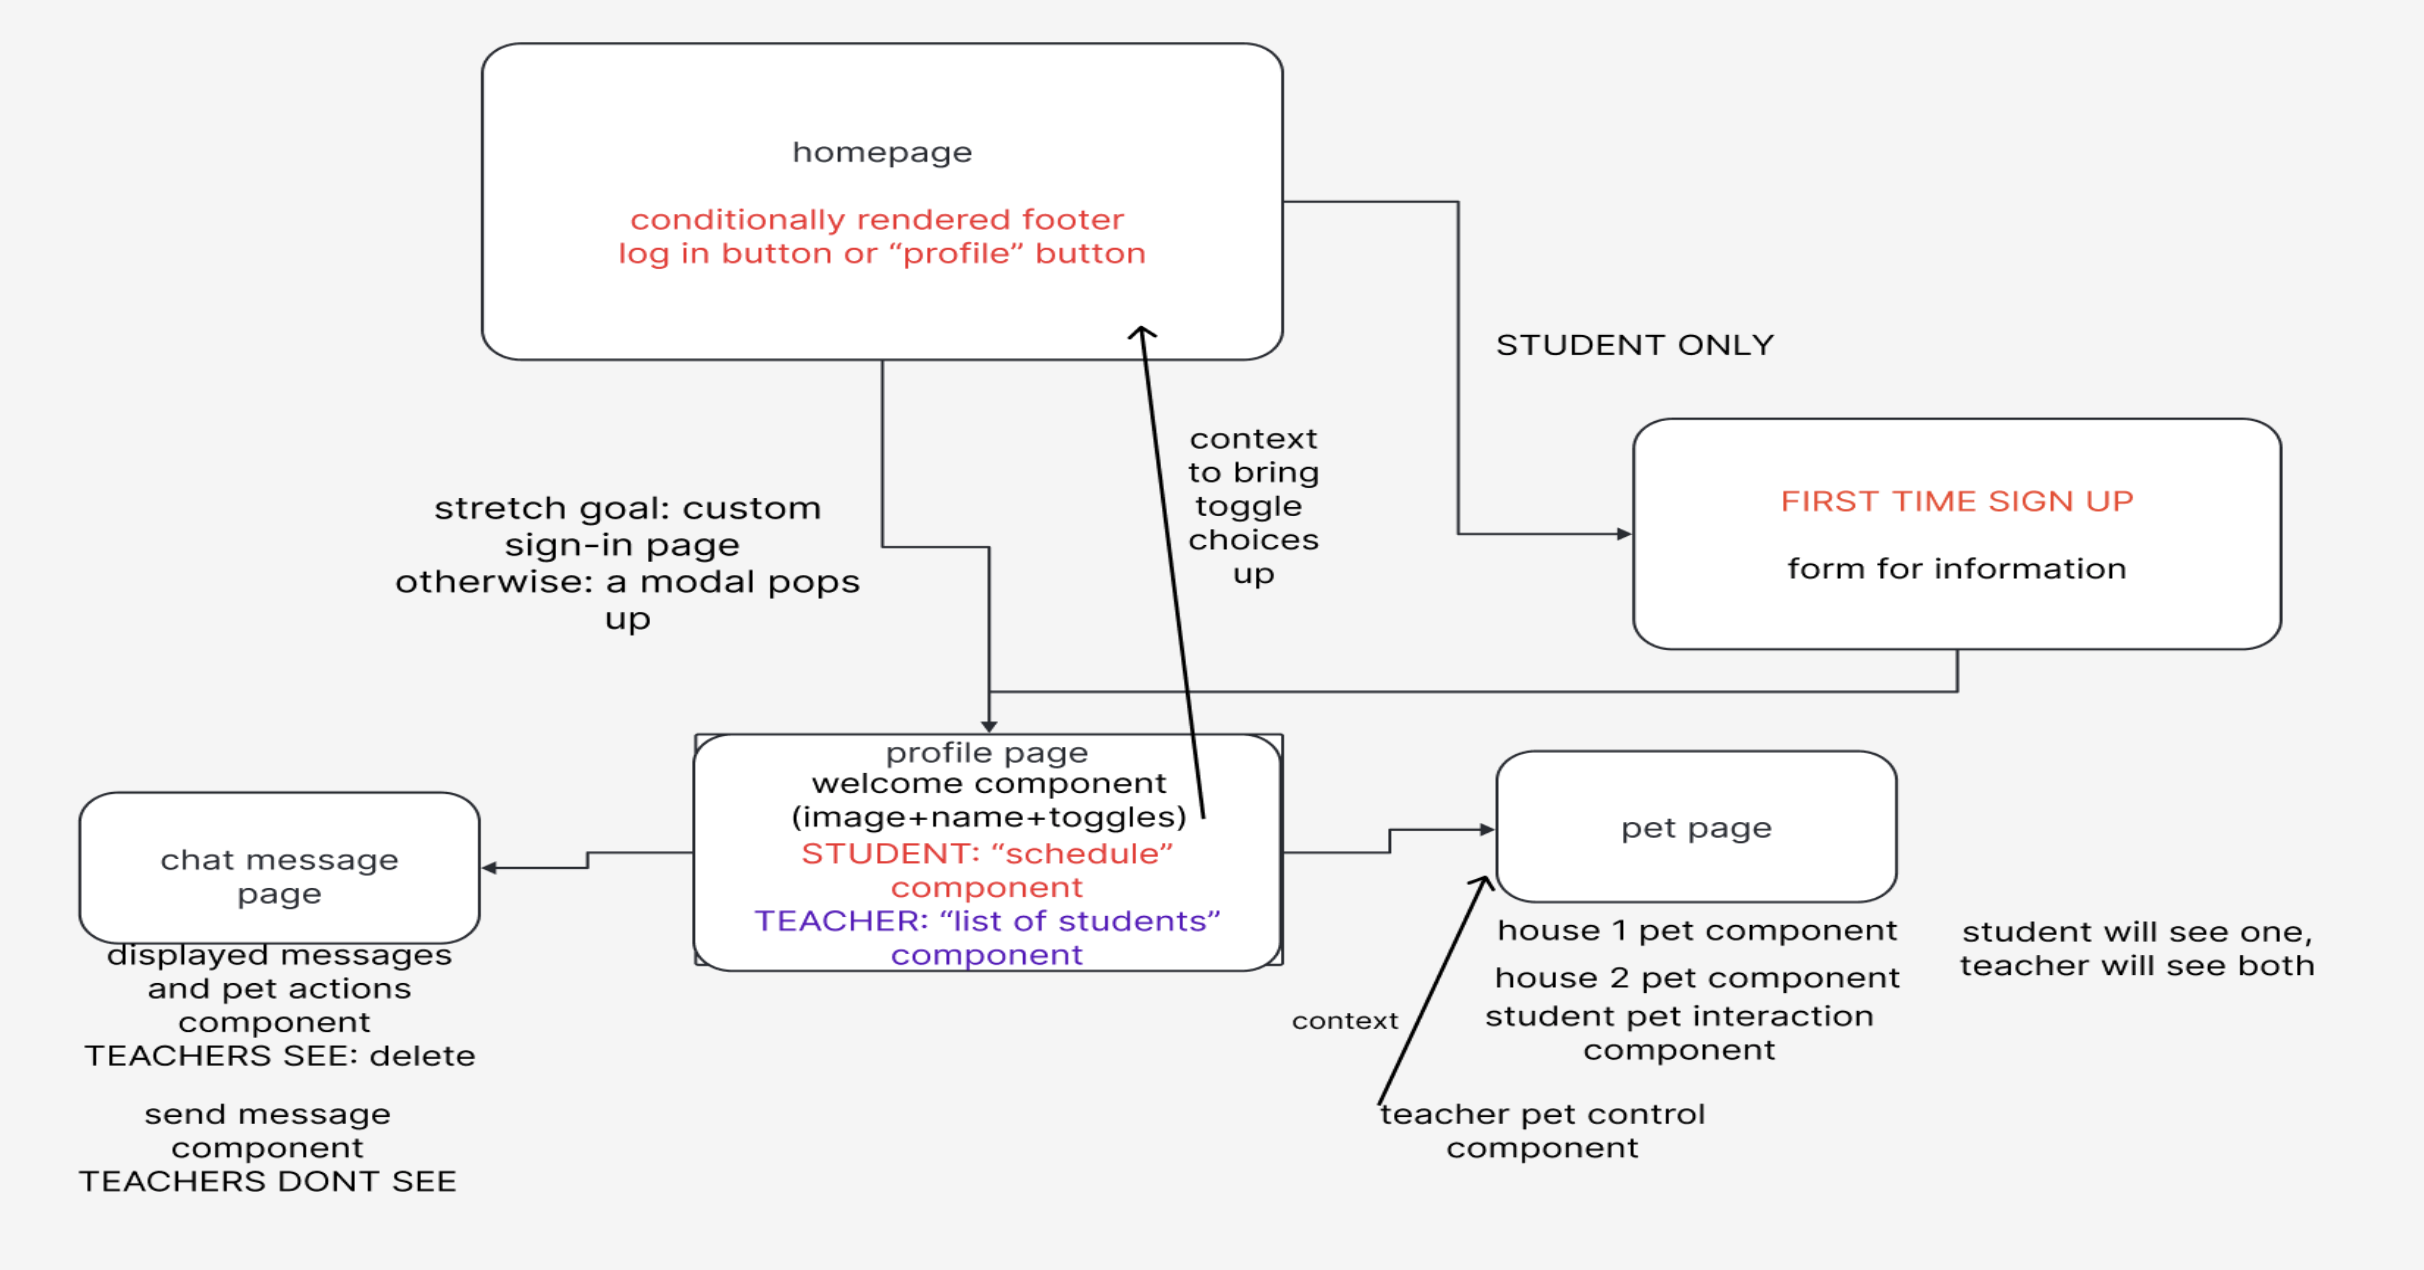 homepage
conditionally rendered footer
log in button or “profile” button
STUDENT ONLY
context
to bring
toggle
choices
up
stretch goal: custom
sign-in page
otherwise: a modal pops
up
FIRST TIME SIGN UP
form for information
profile page
welcome component
(image+name+toggles)
STUDENT: “schedule”
component
TEACHER: “list of students”
component
chat message
page
displayed messages
and pet actions
component
TEACHERS SEE: delete
send message
component
TEACHERS DONT SEE
pet page
house 1 pet component
house 2 pet component
student pet interaction
component
student will see one,
teacher will see both
context
teacher pet control
component